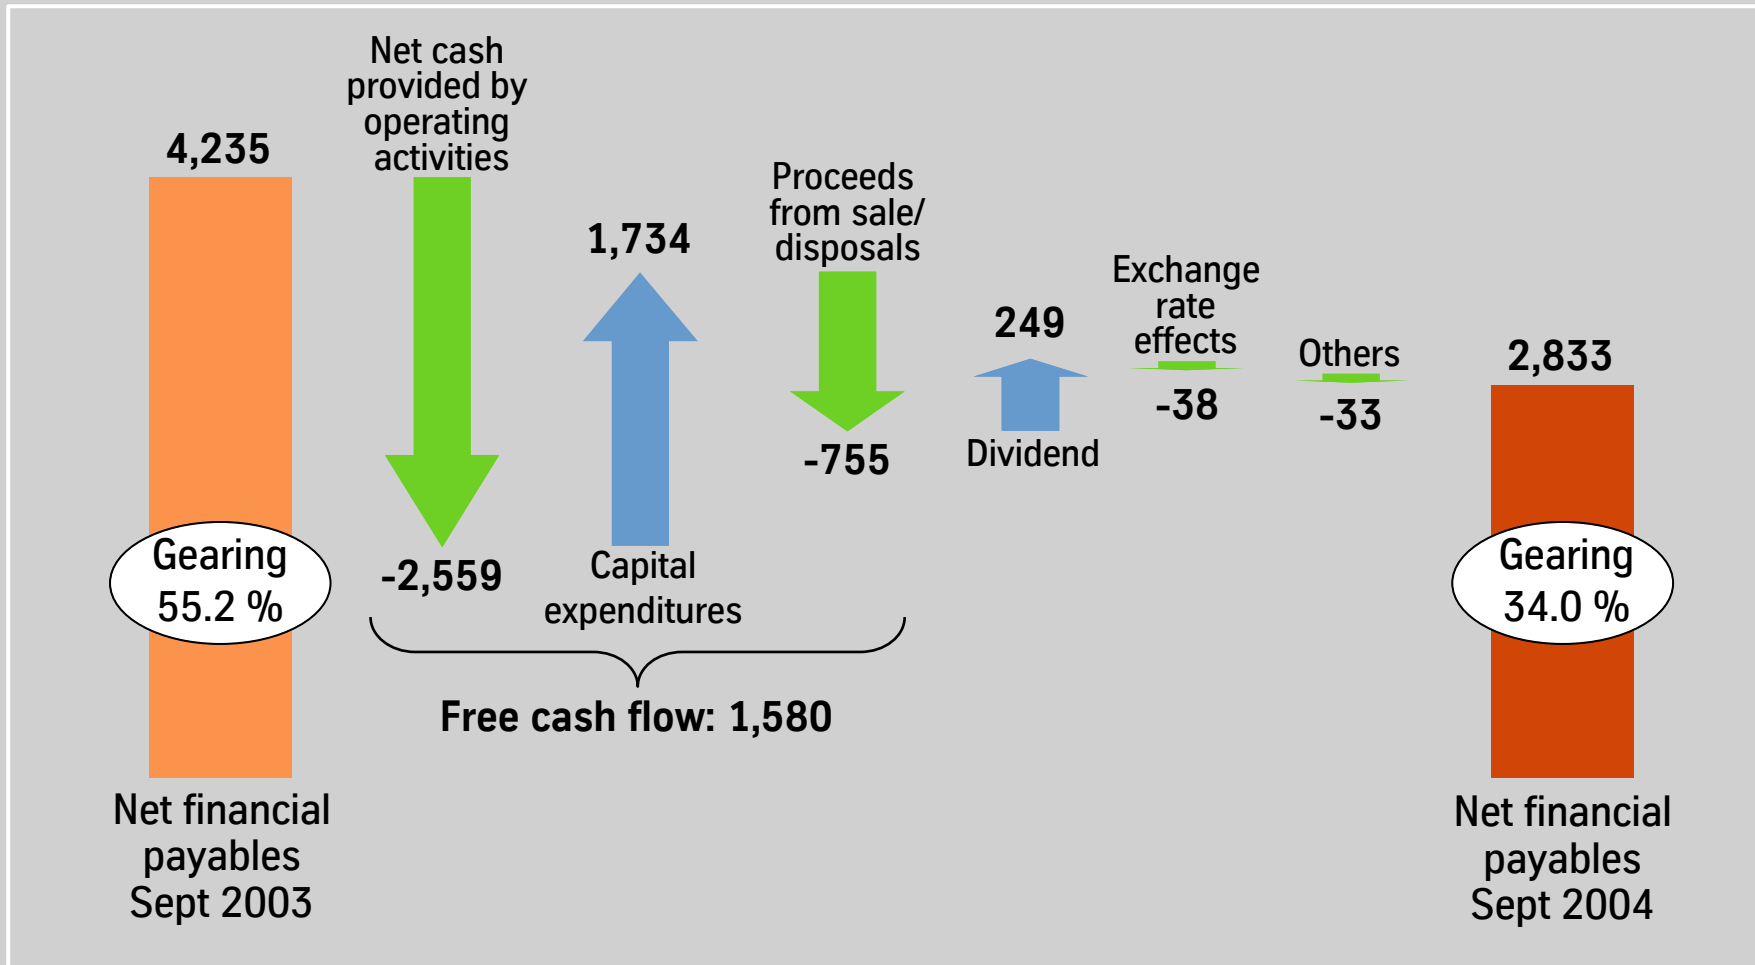 4,235
Net cash
provided by
operating
activities
-2,559
1,734
Capital
expenditures
Proceeds
from sale/
disposals
-755
249
Dividend
Exchange
rate
effects
-38
Others
-33
2,833
Gearing
55.2 %
Gearing
34.0 %
Free cash flow: 1,580
Net financial
payables
Sept 2003
Net financial
payables
Sept 2004